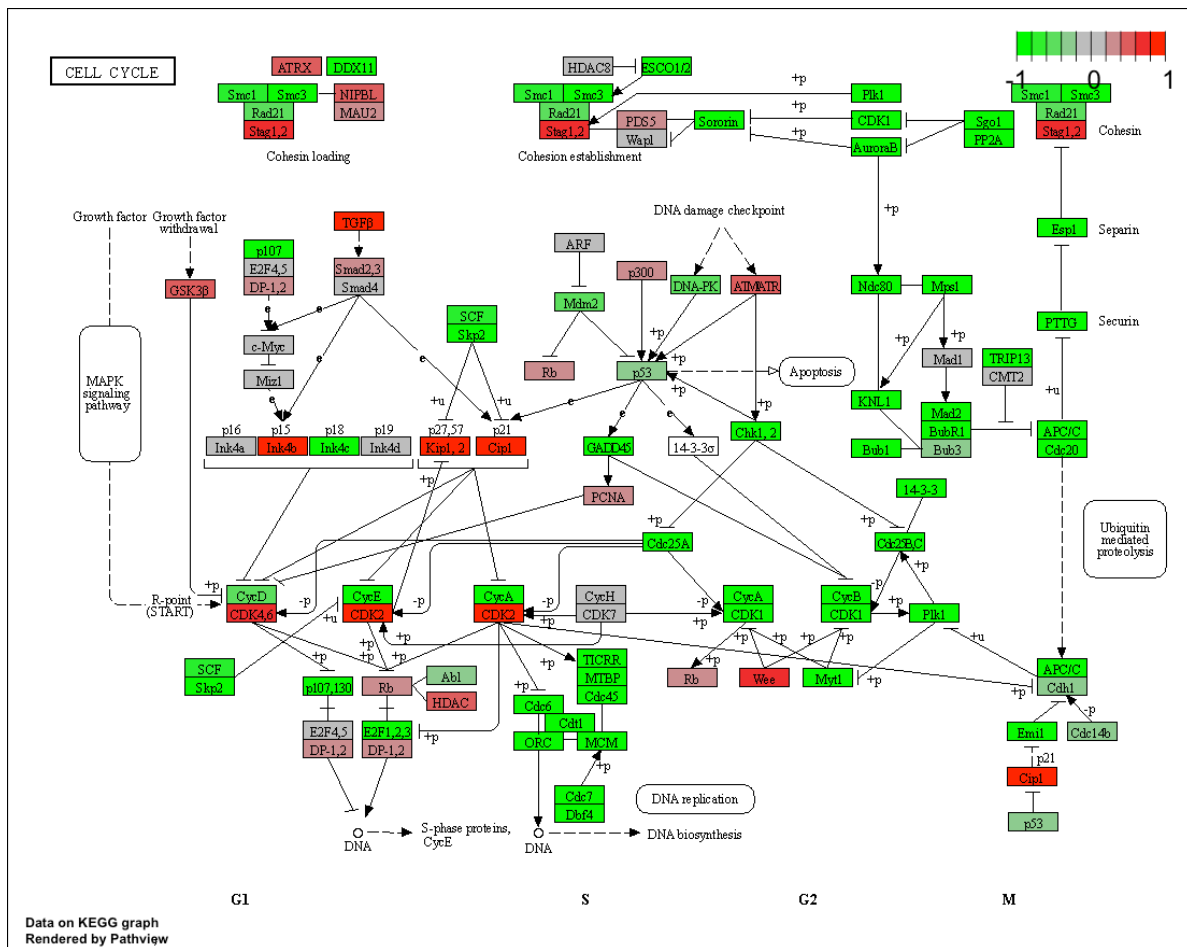 CELL CYCLE
ATRX
DDX11
Smc1
Smc3
NIPBL
Rad21
MAU2
Stag1,2
Cohesin loading
HDAC8
ESCO1/2
Smc1
Smc3
Rad21
Stag1,2
PDS5
Wapl
Sororin
Cohesion establishment
+p
Plk1
+p
CDK1
+p
AuroraB
Sgo1
PP2A
-1
0
1
Smc1
Smc3
Rad21
Stag1,2
Cohesin
Growth factor
Growth factor
withdrawal
TGFβ
GSK3β
p107
E2F4,5
DP-1,2
Smad2,3
Smad4
e
e
c-Myc
Miz1
e
e
SCF
Skp2
+u
+u
MAPK
signaling
pathway
DNA damage checkpoint
ARF
p300
DNA-PK
ATMATR
Mdm2
Rb
+p
+p
+p
p53
Apoptosis
+p
+p
Esp1
Separin
Ndc80
Mps1
PTTG
Securin
+p
+p
Mad1
TRIP13
CMT2
+u
KNL1
Mad2
BubR1
Bub3
Bub1
APC/C
Cdc20
p16
p15
p18
p19
p27,57
p21
Ink4a
Ink4b
Ink4c
Ink4d
Kip1, 2
Cip1
e
e
e
GADD45
14-3-3σ
Chk1, 2
PCNA
+p
14-3-3
+p
Cdc25A
+p
Cdc25B,C
Ubiquitin
mediated
proteolysis
R-point
(START)
+p
CycD
CDK4,6
-p
CycE
CDK2
-p
CycA
CDK2
-p
+p
CycH
CDK7
-p
+p
CycA
CDK1
CycB
CDK1
-p
+p
+p
Plk1
+u
+u
SCF
Skp2
+p
+p
+p
+p
+p
p107,130
Rb
Abl
HDAC
E2F4,5
DP-1,2
E2F1,2,3
DP-1,2
+p
+p
TICRR
MTBP
Cdc45
Cdc6
Cdt1
ORC
MCM
+p
Cdc7
Dbf4
+p
Rb
Wee
+p
Myt1
+p
APC/C
Cdh1
+p
-p
Emi1
Cdc14b
p21
Cip1
p53
DNA replication
DNA
S-phase proteins,
CycE
DNA
DNA biosynthesis
G1
S
G2
M
Data on KEGG graph
Rendered by Pathview